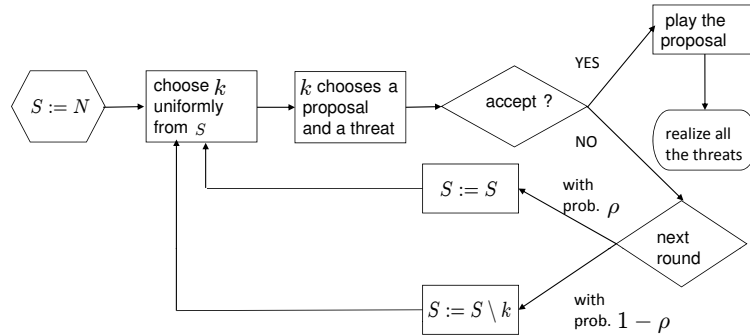 S := N
choose k
uniformly
from S
k chooses a
proposal
and a threat
accept ?
YES
play the
proposal
realize all
the threats
NO
S := S
with
prob. ρ
next
round
S := S \ k
with
prob. 1 − ρ